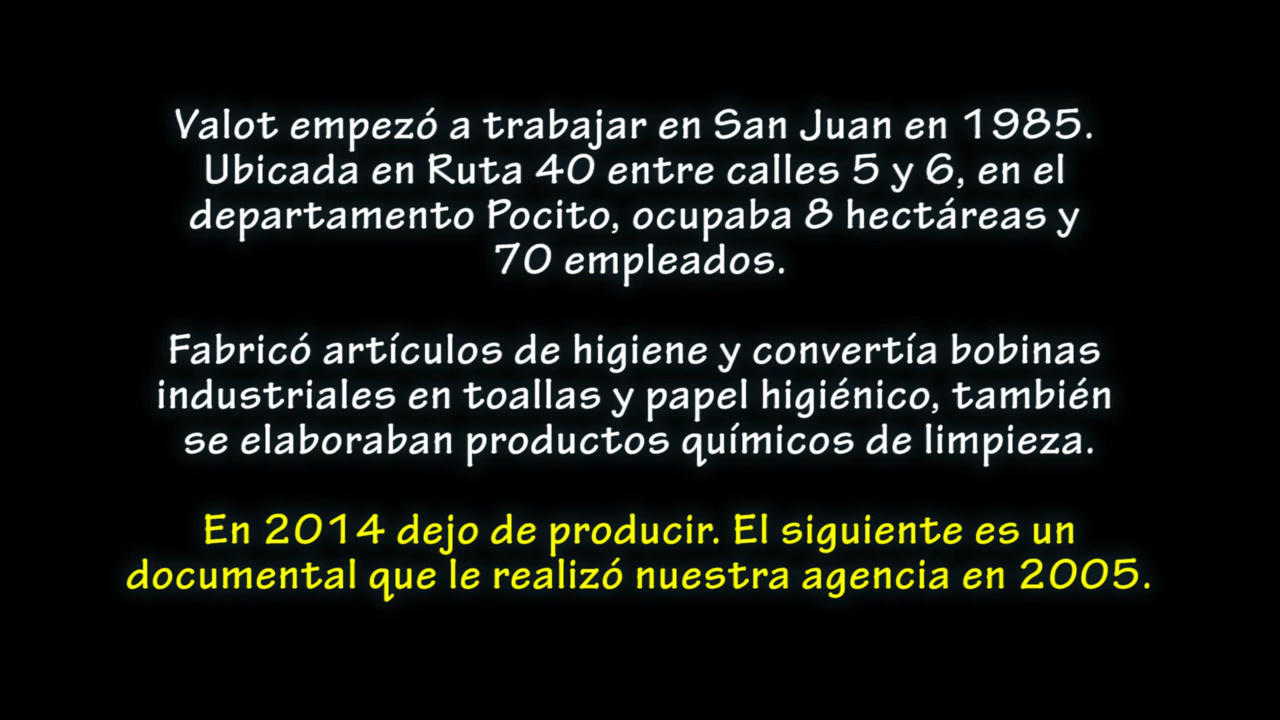 Valot empezó a trabajar en San Juan en 1985.
Ubicada en Ruta 40 entre calles 5 y 6, en el
departamento Pocito, ocupaba 8 hectáreas y
70 empleados.
Fabricó artículos de higiene y convertía bobinas
industriales en toallas y papel higiénico, también
se elaboraban productos químicos de limpieza.
En 2014 dejo de producir. El siguiente es un
documental que le realizó nuestra agencia en 2005.